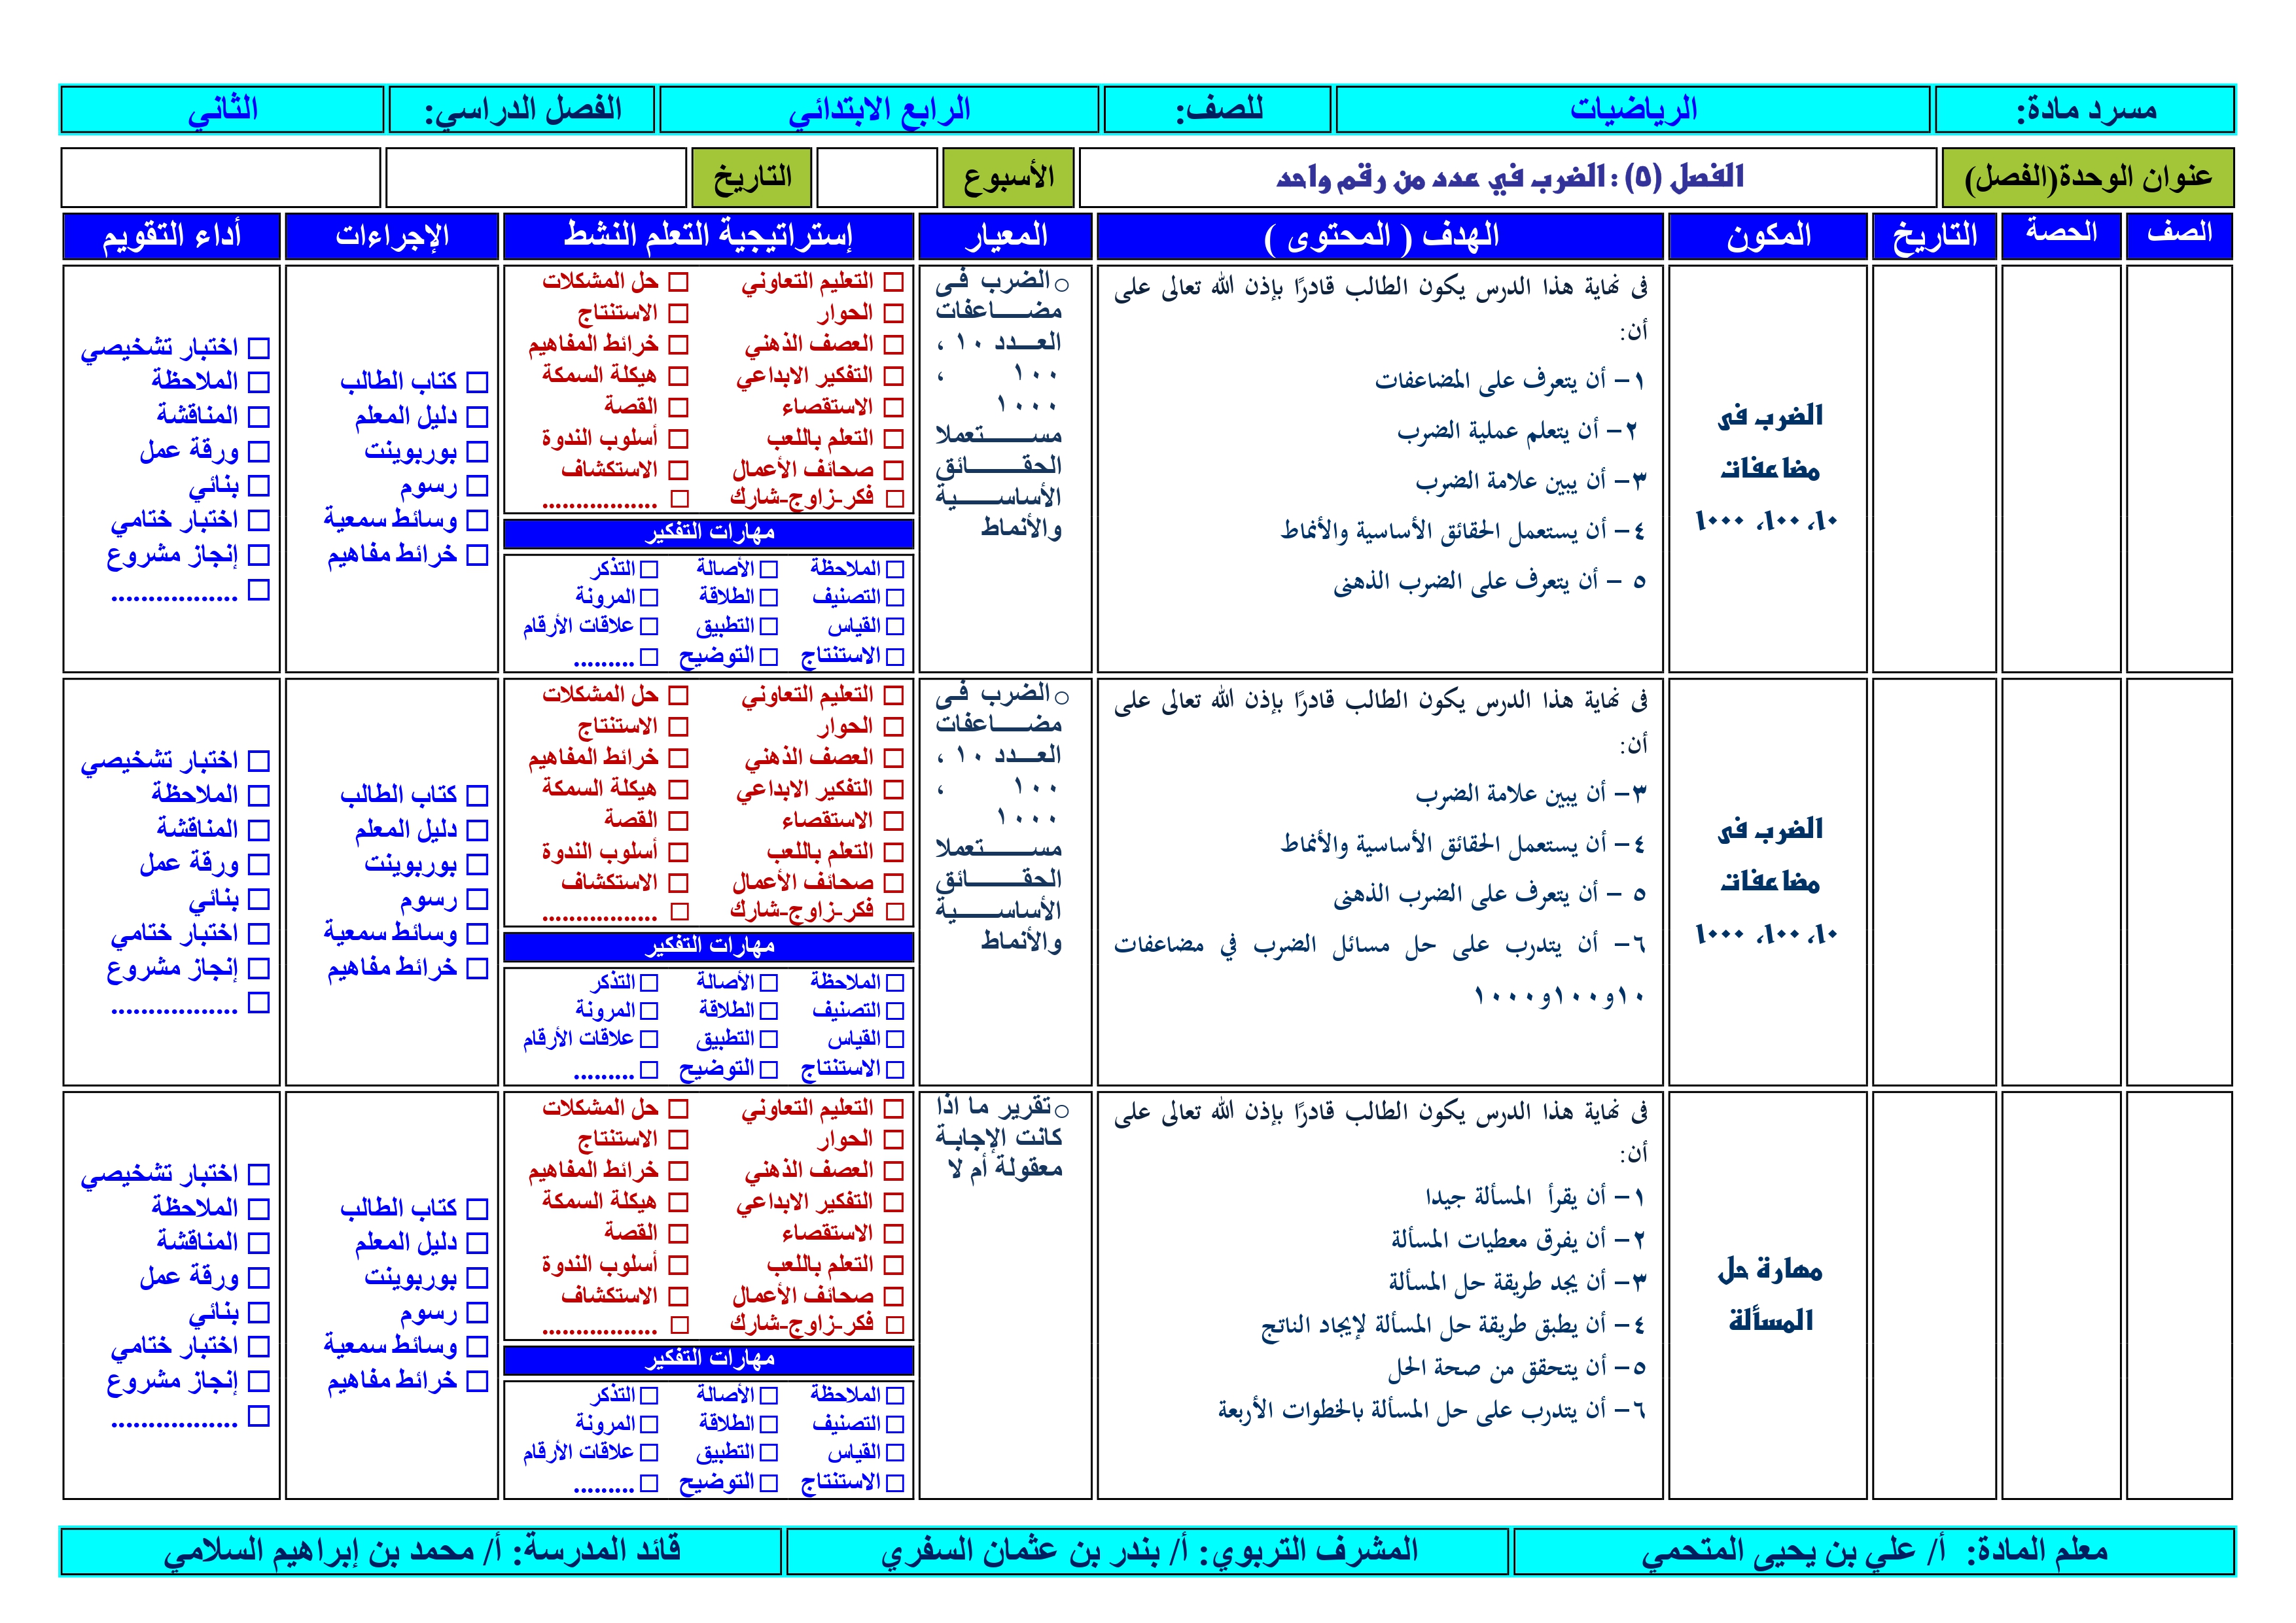 مسرد مادة: الرياضيات للصف: الرابع الابتدائي الفصل الدراسي: الثاني
عنوان الوحدة(الفصل) الفصل (٥) : الضرب في عدد من رقم واحد الأسبوع التاريخ
الصف الحصة التاريخ المكون الهدف ( المحتوى ) المعيار إستراتيجية التعلم النشط الإجراءات أداء التقويم
الضرب فى
مضاعفات
١٠، ١٠٠، ١٠٠٠
فى نهاية هذا الدرس يكون الطالب قادرًا بإذن الله تعالى على
أن:
١- أن يتعرف على المضاعفات
٢- أن يتعلم عملية الضرب
٣- أن يبين علامة الضرب
٤- أن يستعمل الحقائق الأساسية والأنماط
٥ - أن يتعرف على الضرب الذهنى
الضرب فى
مضاعفات
العدد ١٠ ،
١٠٠ ،
١٠٠٠
مستعملا
الحقائق
الأساسية
والأنماط
التعليم التعاوني حل المشكلات
الحوار الاستنتاج
العصف الذهني خرائط المفاهيم
التفكير الابداعي هيكلة السمكة
الاستقصاء القصة
التعلم باللعب أسلوب الندوة
صحائف الأعمال الاستكشاف
فكر-زاوج-شارك .................
مهارات التفكير
الملاحظة الأصالة التذكر
التصنيف الطلاقة المرونة
القياس التطبيق علاقات الأرقام
الاستنتاج التوضيح .........
كتاب الطالب
دليل المعلم
بوربوينت
رسوم
وسائط سمعية
خرائط مفاهيم
اختبار تشخيصي
الملاحظة
المناقشة
ورقة عمل
بنائي
اختبار ختامي
إنجاز مشروع
.................
الضرب فى
مضاعفات
١٠، ١٠٠، ١٠٠٠
فى نهاية هذا الدرس يكون الطالب قادرًا بإذن الله تعالى على
أن:
٣- أن يبين علامة الضرب
٤- أن يستعمل الحقائق الأساسية والأنماط
٥ - أن يتعرف على الضرب الذهنى
٦- أن يتدرب على حل مسائل الضرب في مضاعفات
١٠و١٠٠و١٠٠٠
الضرب فى
مضاعفات
العدد ١٠ ،
١٠٠ ،
١٠٠٠
مستعملا
الحقائق
الأساسية
والأنماط
التعليم التعاوني حل المشكلات
الحوار الاستنتاج
العصف الذهني خرائط المفاهيم
التفكير الابداعي هيكلة السمكة
الاستقصاء القصة
التعلم باللعب أسلوب الندوة
صحائف الأعمال الاستكشاف
فكر-زاوج-شارك .................
مهارات التفكير
الملاحظة الأصالة التذكر
التصنيف الطلاقة المرونة
القياس التطبيق علاقات الأرقام
الاستنتاج التوضيح .........
كتاب الطالب
دليل المعلم
بوربوينت
رسوم
وسائط سمعية
خرائط مفاهيم
اختبار تشخيصي
الملاحظة
المناقشة
ورقة عمل
بنائي
اختبار ختامي
إنجاز مشروع
.................
مهارة حل
المسألة
فى نهاية هذا الدرس يكون الطالب قادرًا بإذن الله تعالى على
أن:
١- أن يقرأ المسألة جيدا
٢- أن يفرق معطيات المسألة
٣- أن يجد طريقة حل المسألة
٤- أن يطبق طريقة حل المسألة لإيجاد الناتج
٥- أن يتحقق من صحة الحل
٦- أن يتدرب على حل المسألة بالخطوات الأربعة
تقرير ما اذا
كانت الإجابة
معقولة أم لا
التعليم التعاوني حل المشكلات
الحوار الاستنتاج
العصف الذهني خرائط المفاهيم
التفكير الابداعي هيكلة السمكة
الاستقصاء القصة
التعلم باللعب أسلوب الندوة
صحائف الأعمال الاستكشاف
فكر-زاوج-شارك .................
مهارات التفكير
الملاحظة الأصالة التذكر
التصنيف الطلاقة المرونة
القياس التطبيق علاقات الأرقام
الاستنتاج التوضيح .........
كتاب الطالب
دليل المعلم
بوربوينت
رسوم
وسائط سمعية
خرائط مفاهيم
اختبار تشخيصي
الملاحظة
المناقشة
ورقة عمل
بنائي
اختبار ختامي
إنجاز مشروع
.................
معلم المادة: أ/ علي بن يحيى المتحمي المشرف التربوي: أ/ بندر بن عثمان السفري قائد المدرسة: أ/ محمد بن إبراهيم السلامي